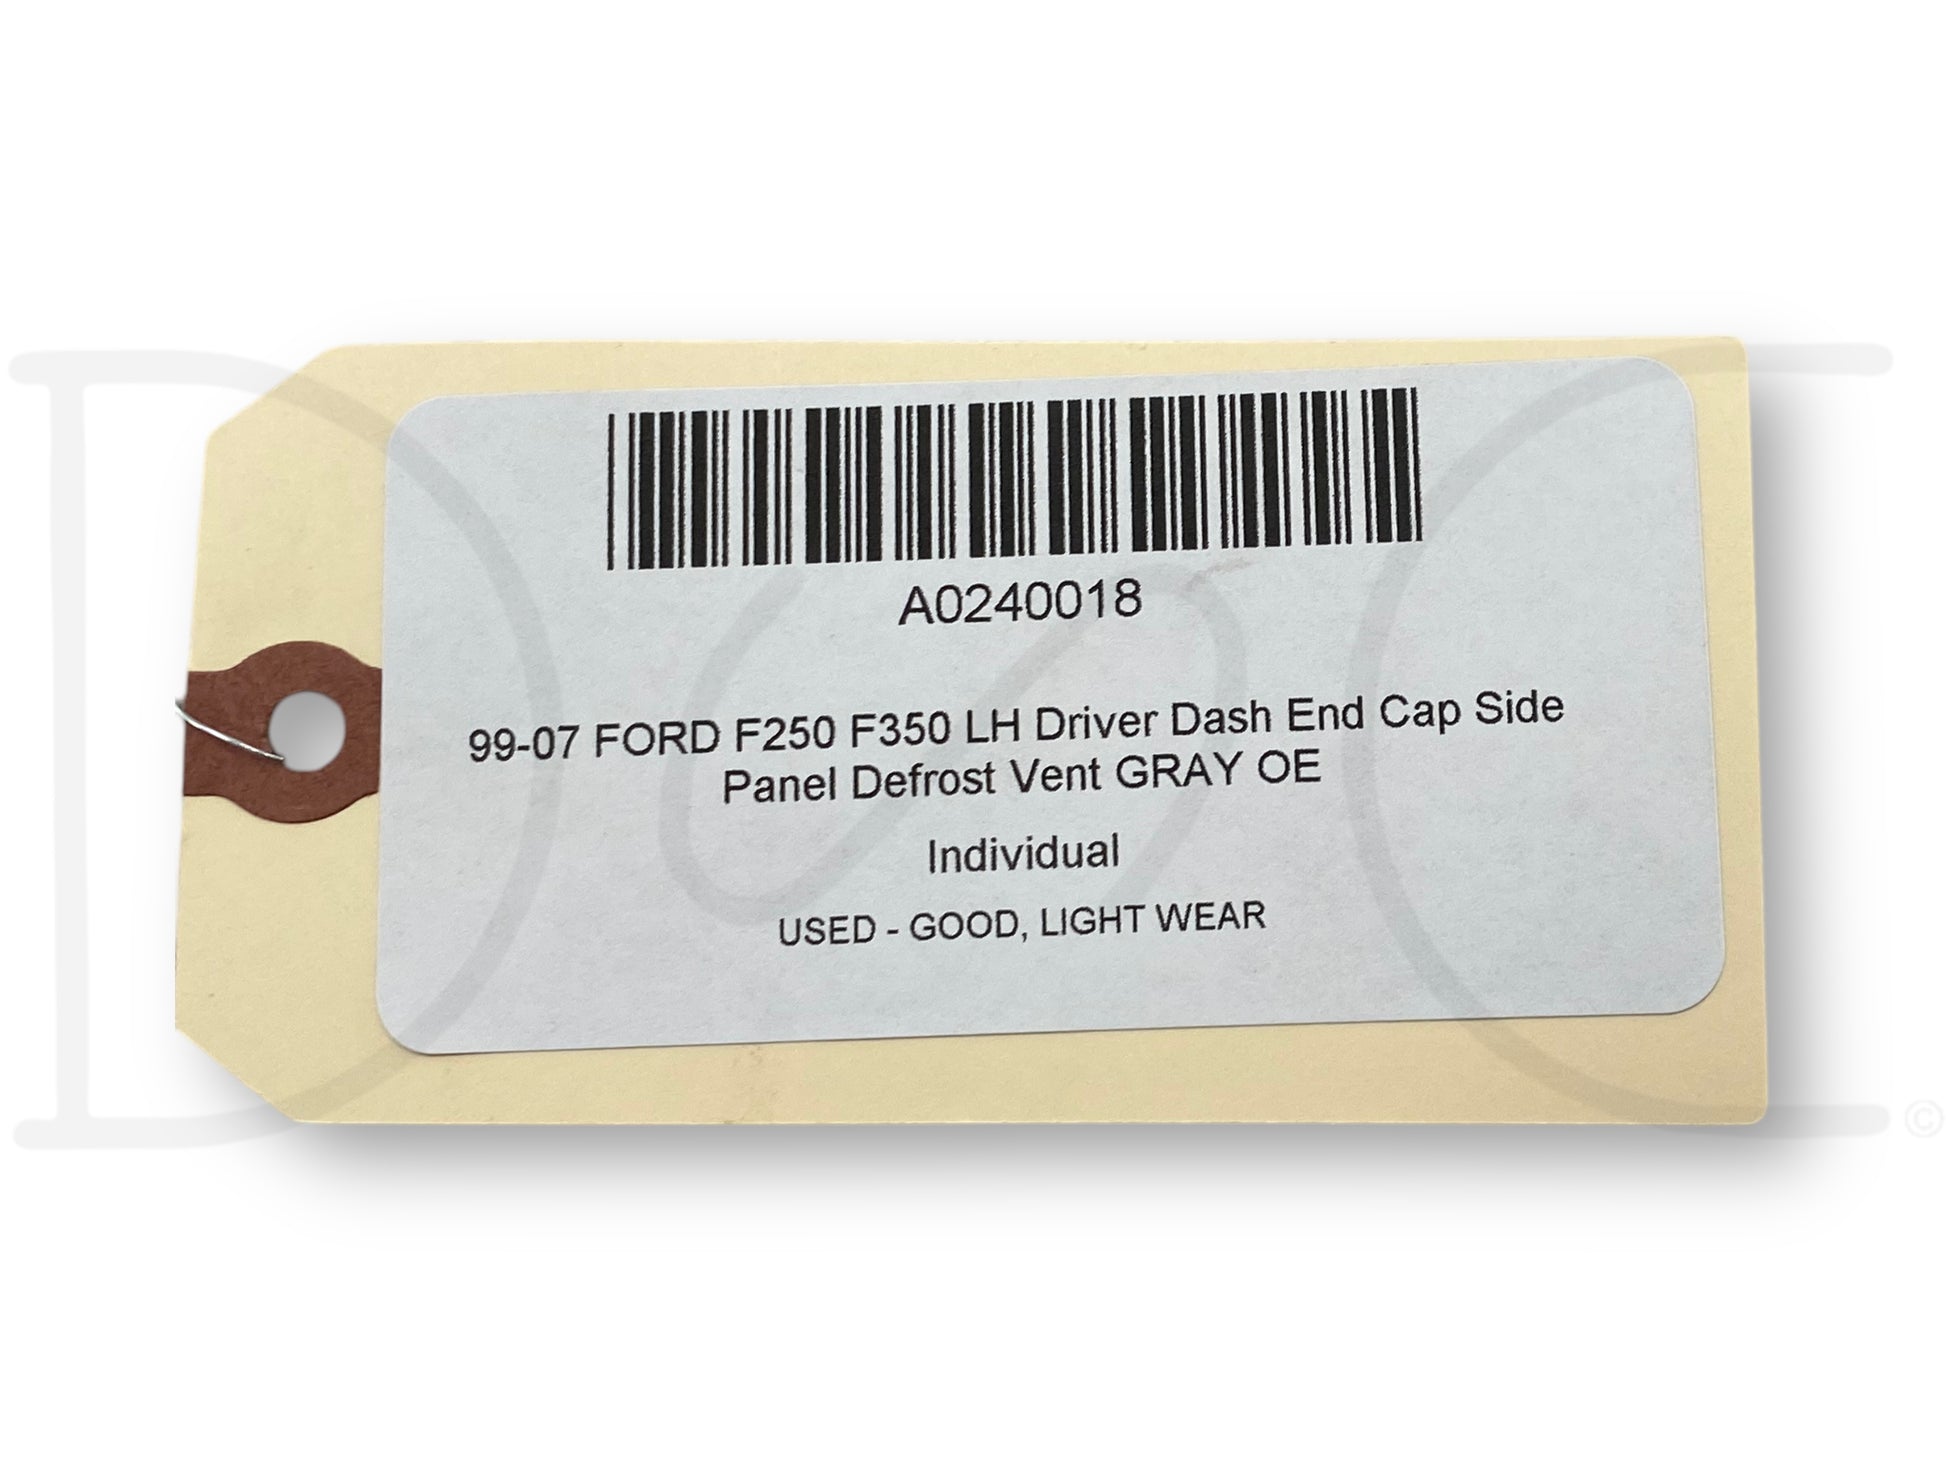 A0240018
99-07 FORD F250 F350 LH Driver Dash End Cap Side
Panel Defrost Vent GRAY OE
Individual
USED - GOOD, LIGHT WEAR
©